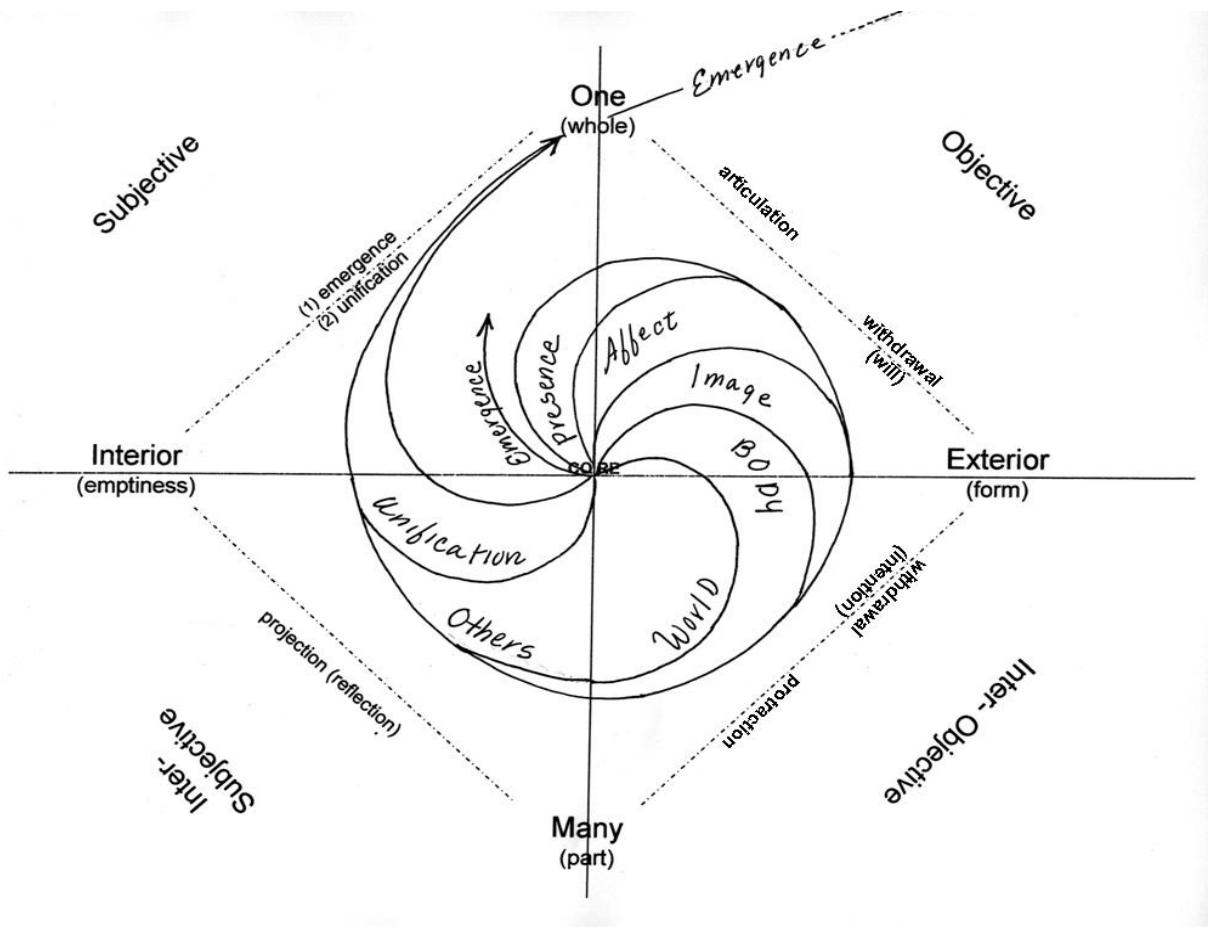 Emergence
One
(whole)
Subjective
Objective
articulation
(1) emergence
(2) unification
withdrawal
(will)
Presence
Affect
Image
Emergence
Body
Interior
(emptiness)
CORE
Exterior
(form)
Unification
Others
World
withdrawal
(intention)
projection (reflection)
protraction
Inter-
Subjective
Inter-Objective
Many
(part)